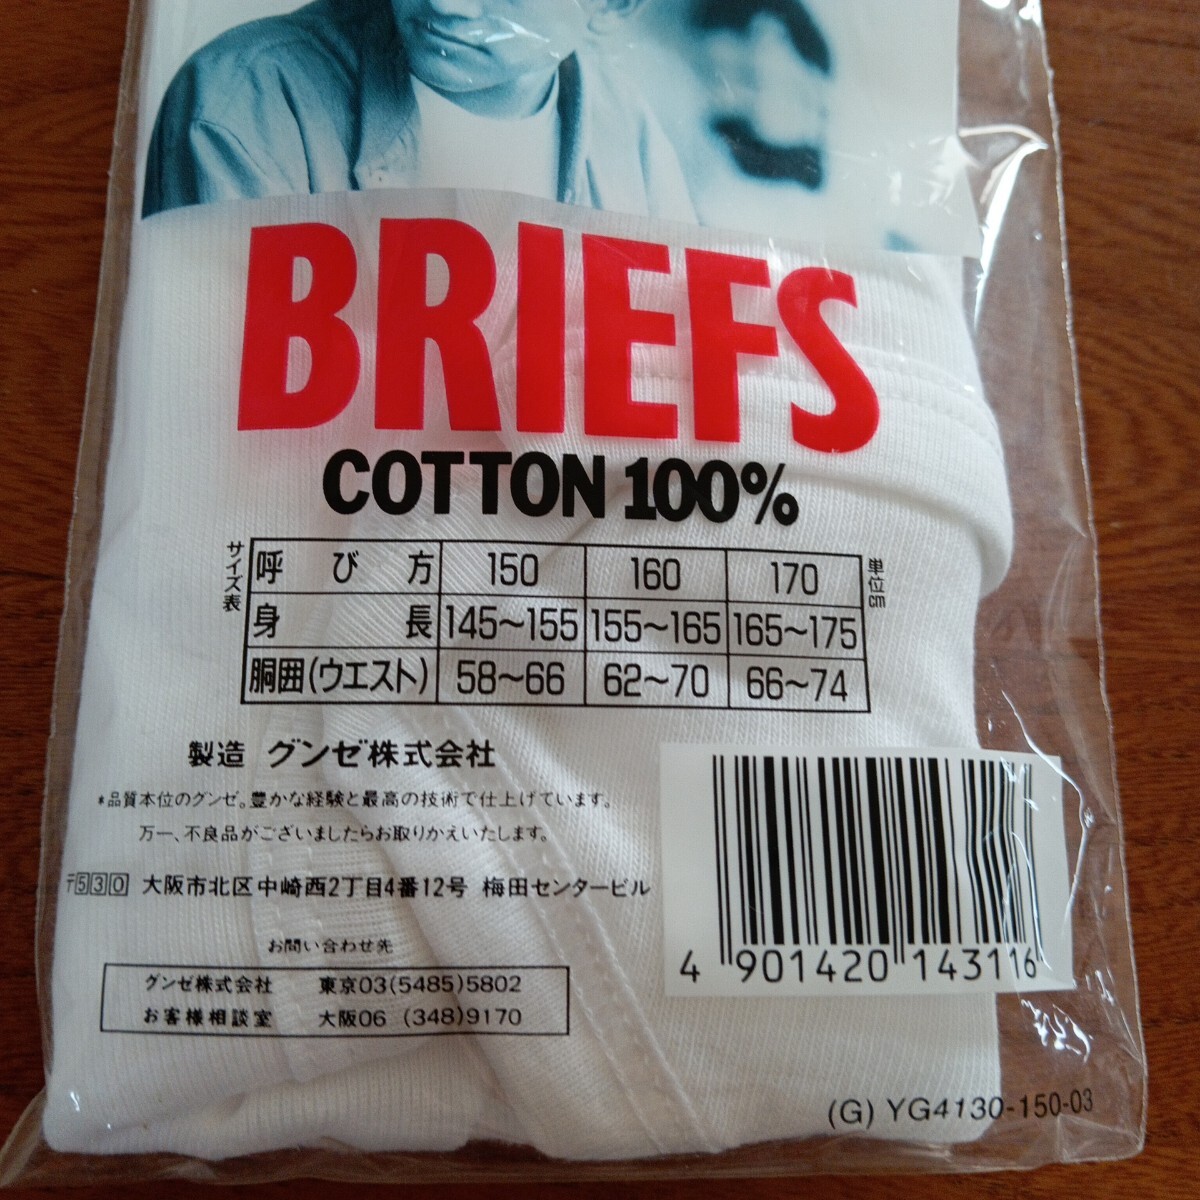 BRIEFS
COTTON 100%
サイズ表
単位cm
呼び方 150 160 170
身長 145〜155 155〜165 165〜175
胴囲(ウエスト) 58〜66 62〜70 66〜74
製造 グンゼ株式会社
*品質本位のグンゼ。豊かな経験と最高の技術で仕上げています。
万一、不良品がございましたらお取りかえいたします。
〒530 大阪市北区中崎西2丁目4番12号 梅田センタービル
お問い合わせ先
グンゼ株式会社 東京03(5485)5802
お客様相談室 大阪06 (348)9170
4 901420 143116
(G) YG4130-150-03